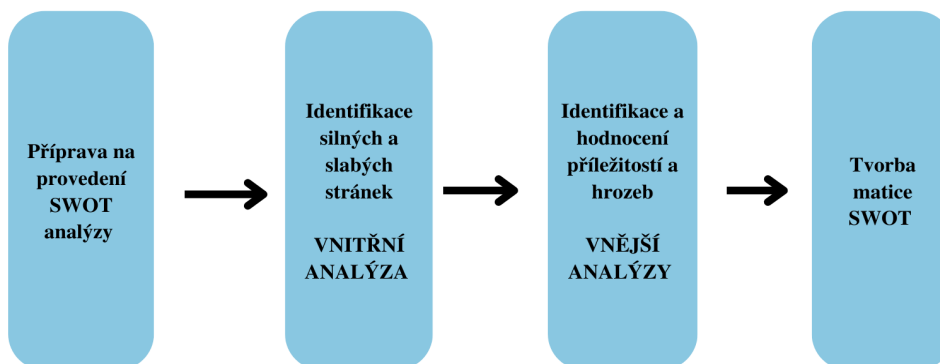 Příprava na
provedení
SWOT
analýzy
Identifikace
silných a
slabých
stránek
VNITŘNÍ
ANALÝZA
Identifikace a
hodnocení
příležitostí a
hrozeb
VNĚJŠÍ
ANALÝZY
Tvorba
matice
SWOT